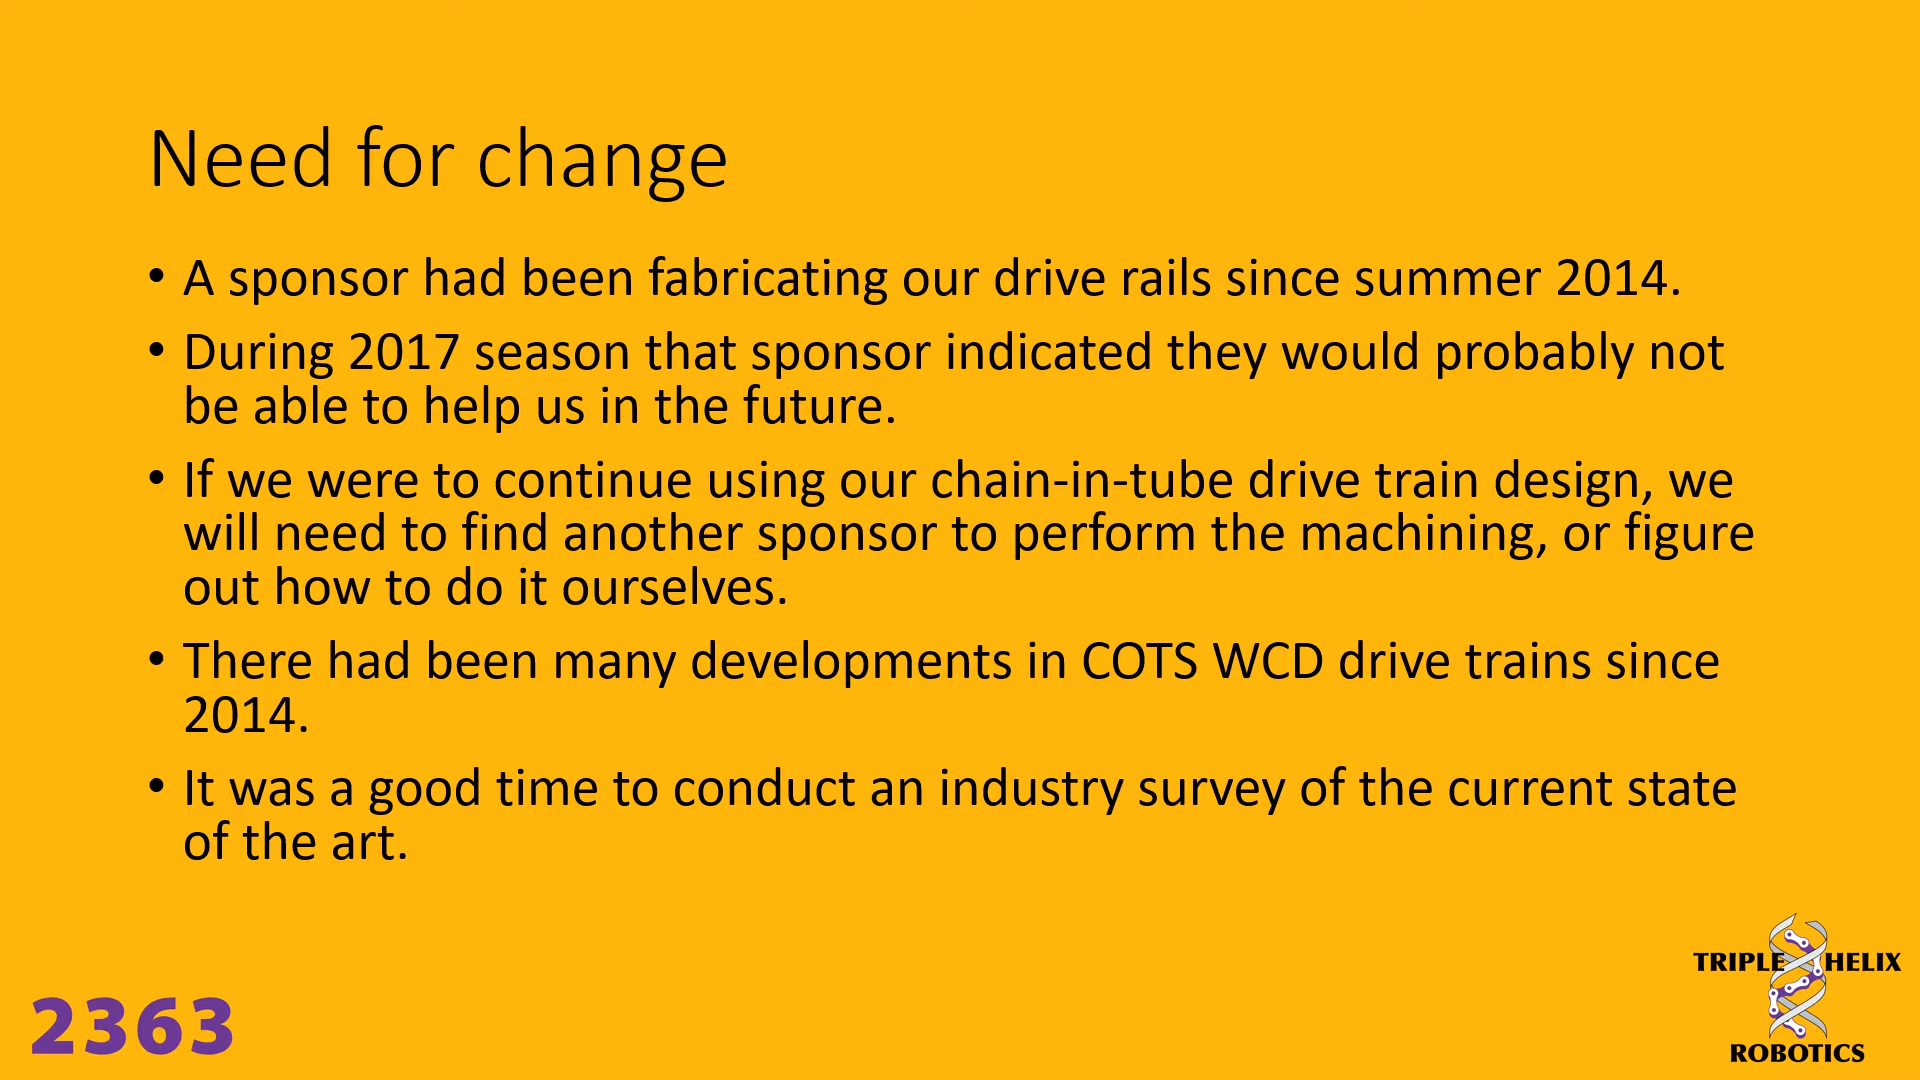 Need for change
• A sponsor had been fabricating our drive rails since summer 2014.
• During 2017 season that sponsor indicated they would probably not
be able to help us in the future.
• If we were to continue using our chain-in-tube drive train design, we
will need to find another sponsor to perform the machining, or figure
out how to do it ourselves.
• There had been many developments in COTS WCD drive trains since
2014.
• It was a good time to conduct an industry survey of the current state
of the art.
2363
TRIPLE HELIX
ROBOTICS